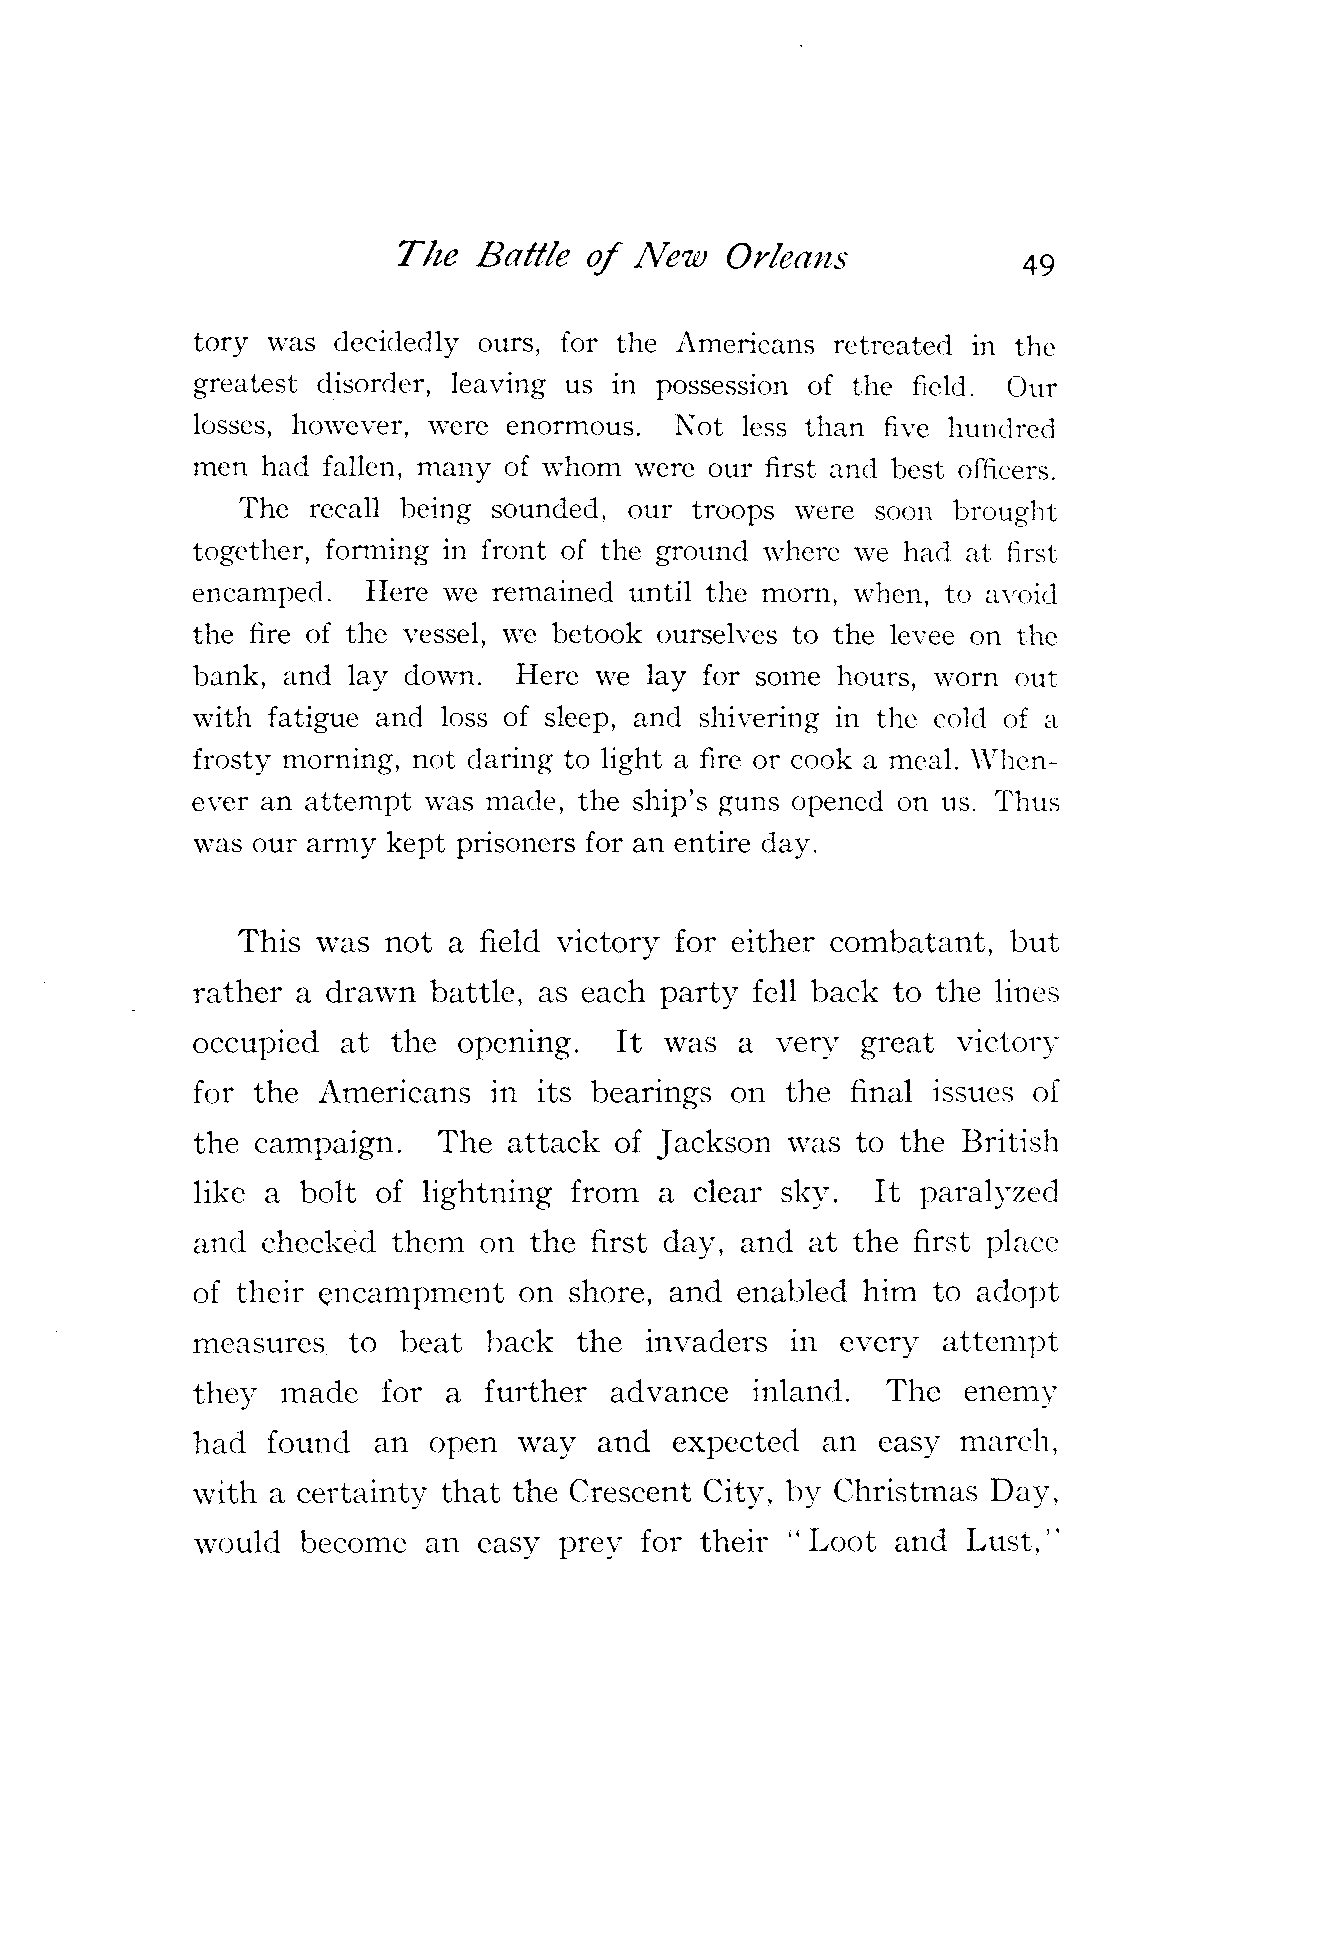 The Battle of New Orleans 49
tory was decidedly ours, for the Americans retreated in the
greatest disorder, leaving us in possession of the field. Our
losses, however, were enormous. Not less than five hundred
men had fallen, many of whom were our first and best officers.
The recall being sounded, our troops were soon brought
together, forming in front of the ground where we had at first
encamped. Here we remained until the morn, when, to avoid
the fire of the vessel, we betook ourselves to the levee on the
bank, and lay down. Here we lay for some hours, worn out
with fatigue and loss of sleep, and shivering in the cold of a
frosty morning, not daring to light a fire or cook a meal. When-
ever an attempt was made, the ship's guns opened on us. Thus
was our army kept prisoners for an entire day.
This was not a field victory for either combatant, but
rather a drawn battle, as each party fell back to the lines
occupied at the opening. It was a very great victory
for the Americans in its bearings on the final issues of
the campaign. The attack of Jackson was to the British
like a bolt of lightning from a clear sky. It paralyzed
and checked them on the first day, and at the first place
of their encampment on shore, and enabled him to adopt
measures to beat back the invaders in every attempt
they made for a further advance inland. The enemy
had found an open way and expected an easy march,
with a certainty that the Crescent City, by Christmas Day,
would become an easy prey for their "Loot and Lust,"